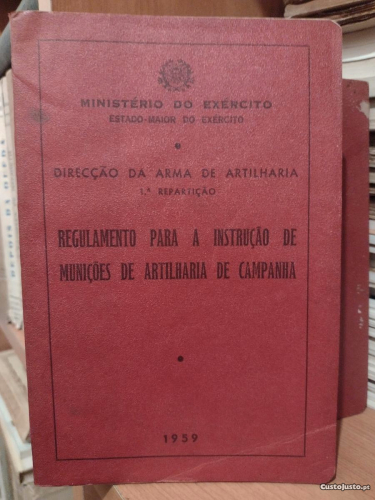 MINISTÉRIO DO EXÉRCITO
ESTADO-MAIOR DO EXÉRCITO
DIRECÇÃO DA ARMA DE ARTILHARIA
1.ª REPARTIÇÃO
REGULAMENTO PARA A INSTRUÇÃO DE
MUNIÇÕES DE ARTILHARIA DE CAMPANHA
1959
CustoJusto.pt